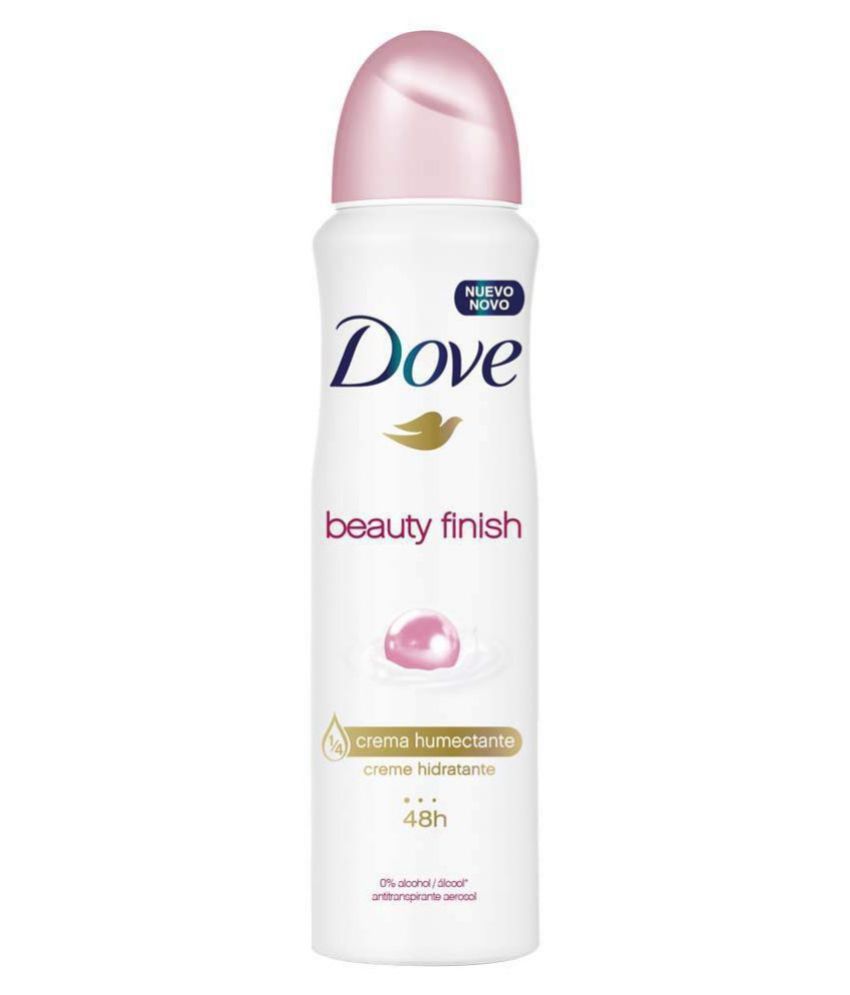 NUEVO
NOVO
Dove
beauty finish
1/4 crema humectante
creme hidratante
48h
0% alcohol / álcool*
antitranspirante aerosol